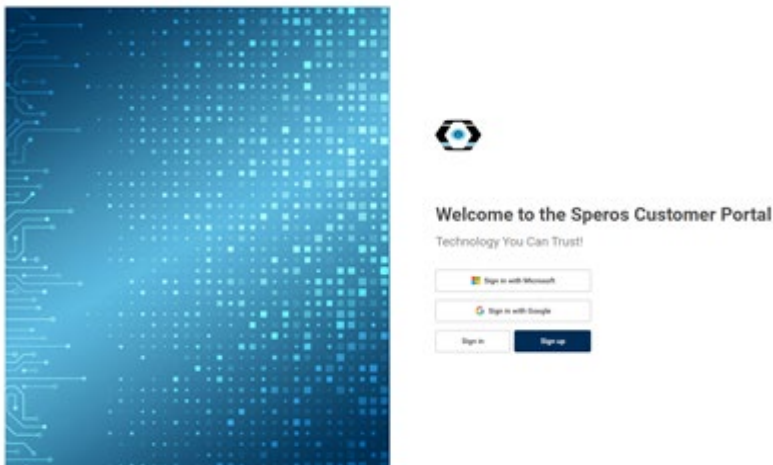 Welcome to the Speros Customer Portal
Technology You Can Trust!
Sign in with Microsoft
Sign in with Google
Sign in
Sign up